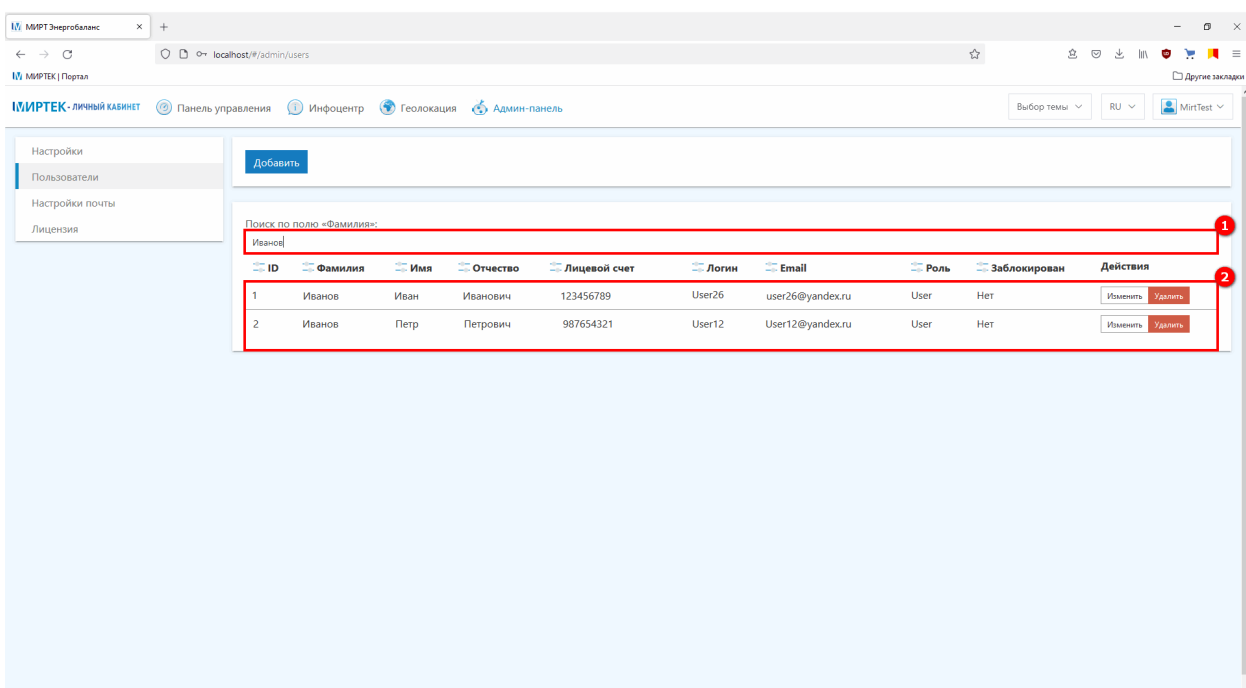 МИРТ Энергобаланс
localhost/#/admin/users
МИРТЕК | Портал
Другие закладки
МИРТЕК - ЛИЧНЫЙ КАБИНЕТ Панель управления Инфоцентр Геолокация Админ-панель Выбор темы RU MirtTest
Настройки
Пользователи
Настройки почты
Лицензия
Добавить
Поиск по полю «Фамилия»:
1
Иванов
ID Фамилия Имя Отчество Лицевой счет Логин Email Роль Заблокирован Действия
2
1 Иванов Иван Иванович 123456789 User26 user26@yandex.ru User Нет Изменить Удалить
2 Иванов Петр Петрович 987654321 User12 User12@yandex.ru User Нет Изменить Удалить